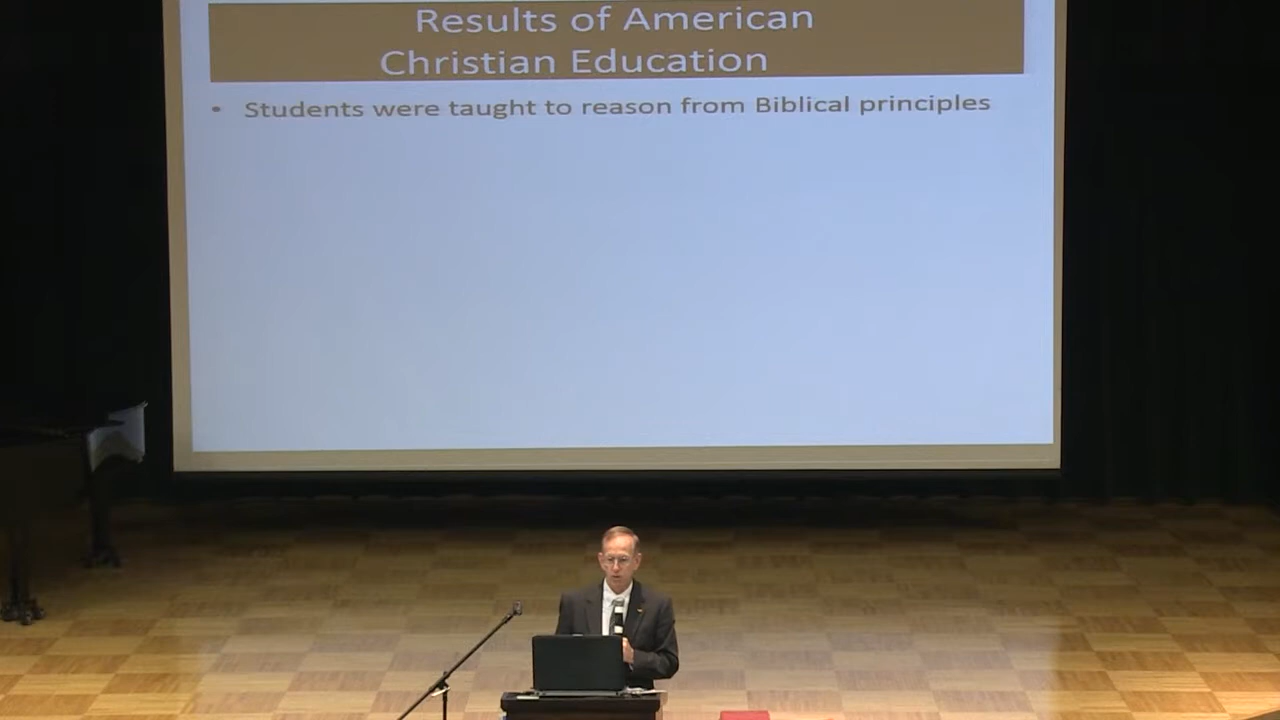 Results of American
Christian Education
• Students were taught to reason from Biblical principles